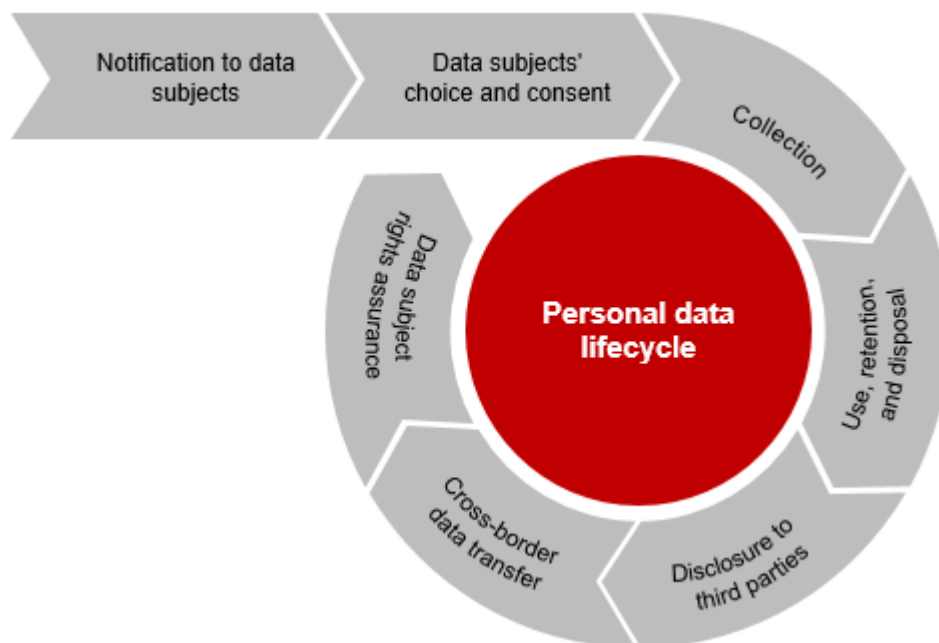 Notification to data
subjects
Data subjects'
choice and consent
Collection
Use, retention,
and disposal
Disclosure to
third parties
Cross-border
data transfer
Data subject
rights assurance
Personal data
lifecycle